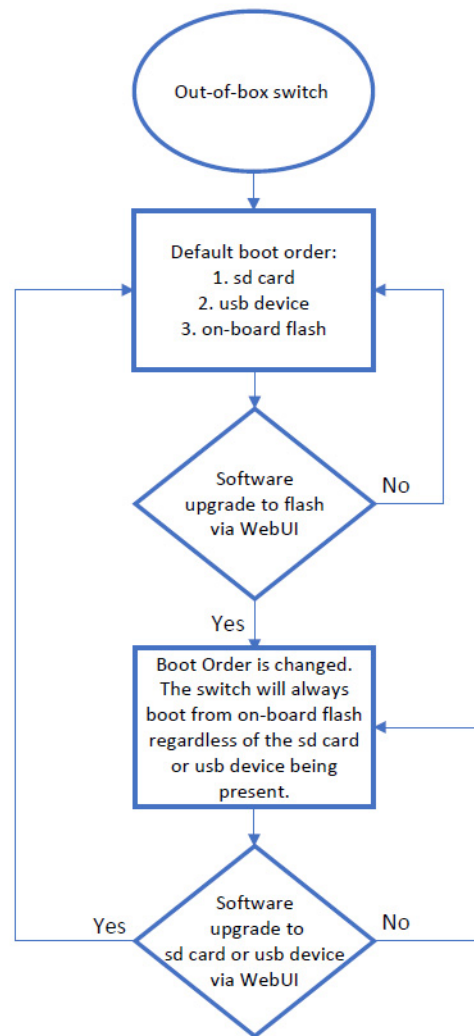 Out-of-box switch
Default boot order:
1. sd card
2. usb device
3. on-board flash
Software
upgrade to flash
via WebUI
No
Yes
Boot Order is changed.
The switch will always
boot from on-board flash
regardless of the sd card
or usb device being
present.
Yes
Software
upgrade to
sd card or usb device
via WebUI
No